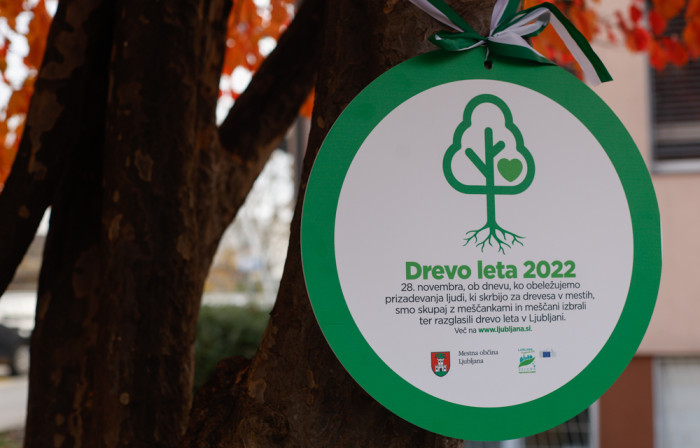 Drevo leta 2022
28. novembra, ob dnevu, ko obeležujemo
prizadevanja ljudi, ki skrbijo za drevesa v mestih,
smo skupaj z meščankami in meščani izbrali
ter razglasili drevo leta v Ljubljani.
Več na www.ljubljana.si.
Mestna občina
Ljubljana